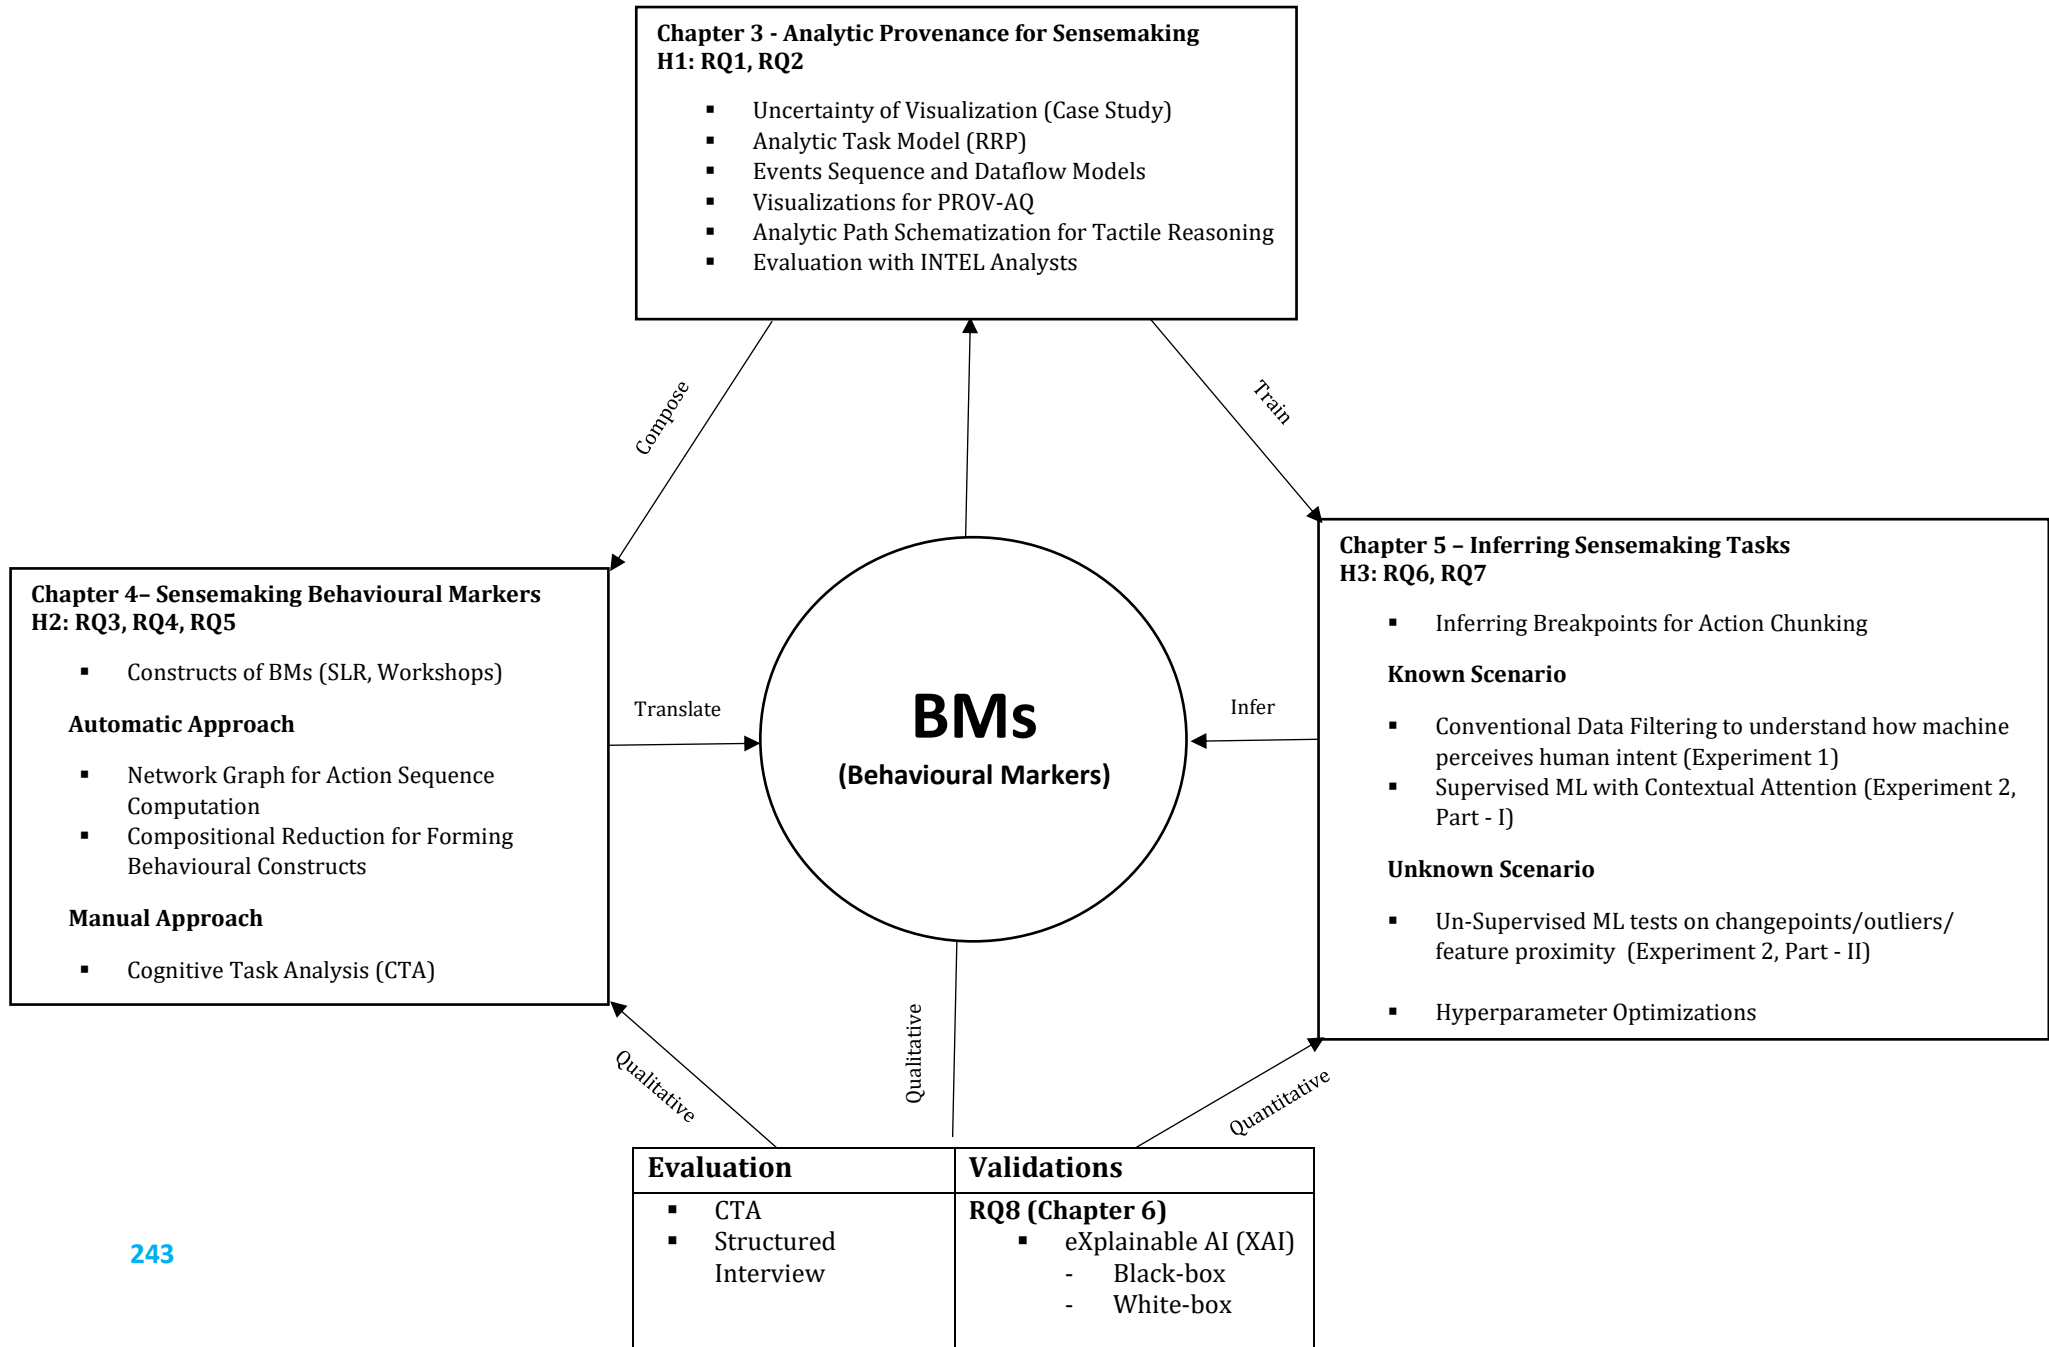 Chapter 3 - Analytic Provenance for Sensemaking
H1: RQ1, RQ2
▪ Uncertainty of Visualization (Case Study)
▪ Analytic Task Model (RRP)
▪ Events Sequence and Dataflow Models
▪ Visualizations for PROV-AQ
▪ Analytic Path Schematization for Tactile Reasoning
▪ Evaluation with INTEL Analysts
Compose
Train
Chapter 4– Sensemaking Behavioural Markers
H2: RQ3, RQ4, RQ5
▪ Constructs of BMs (SLR, Workshops)
Automatic Approach
▪ Network Graph for Action Sequence
Computation
▪ Compositional Reduction for Forming
Behavioural Constructs
Manual Approach
▪ Cognitive Task Analysis (CTA)
Translate
BMs
(Behavioural Markers)
Infer
Chapter 5 – Inferring Sensemaking Tasks
H3: RQ6, RQ7
▪ Inferring Breakpoints for Action Chunking
Known Scenario
▪ Conventional Data Filtering to understand how machine
perceives human intent (Experiment 1)
▪ Supervised ML with Contextual Attention (Experiment 2,
Part - I)
Unknown Scenario
▪ Un-Supervised ML tests on changepoints/outliers/
feature proximity (Experiment 2, Part - II)
▪ Hyperparameter Optimizations
Qualitative
Qualitative
Quantitative
Evaluation
▪ CTA
▪ Structured
Interview
Validations
RQ8 (Chapter 6)
▪ eXplainable AI (XAI)
- Black-box
- White-box
243